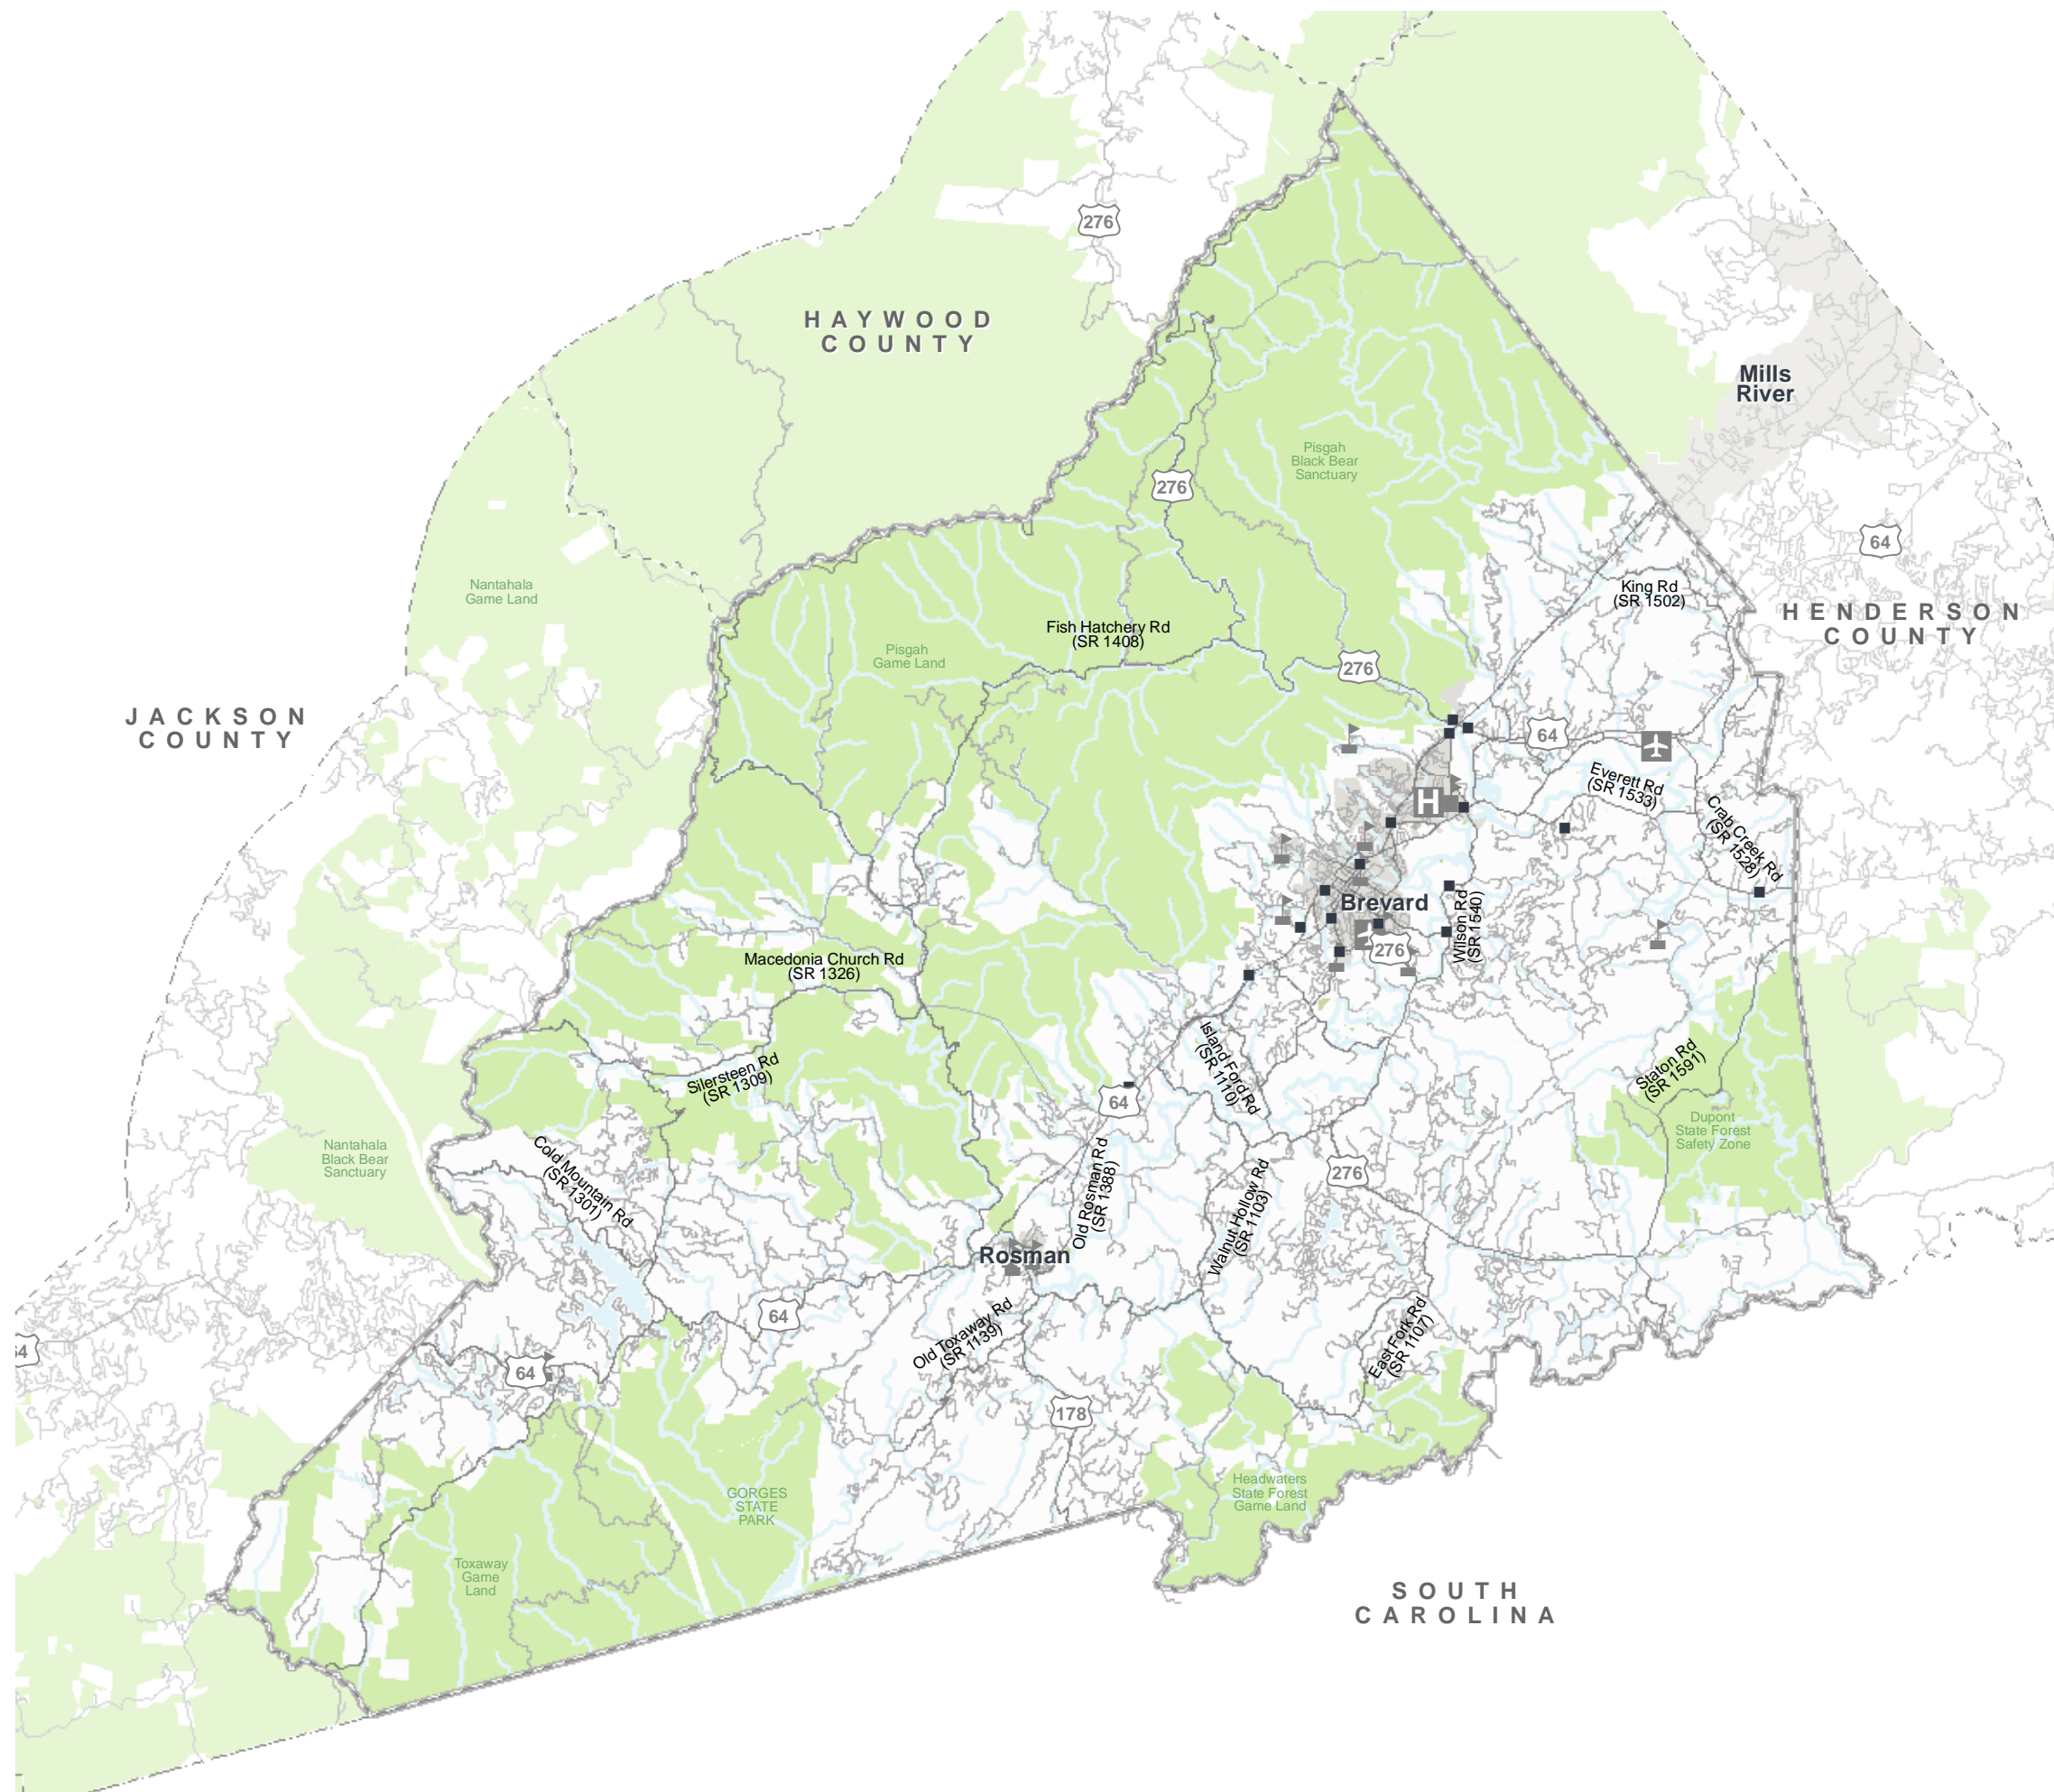 276
HAYWOOD
COUNTY
Mills
River
Pisgah
Black Bear
Sanctuary
276
64
Nantahala
Game Land
King Rd
(SR 1502)
HENDERSON
COUNTY
Fish Hatchery Rd
(SR 1408)
Pisgah
Game Land
276
JACKSON
COUNTY
64
Everett Rd
(SR 1533)
H
Crab Creek Rd
(SR 1528)
Brevard
Wilson Rd
(SR 1540)
276
Macedonia Church Rd
(SR 1326)
Island Ford Rd
(SR 1110)
Silersteen Rd
(SR 1309)
Staton Rd
(SR 1591)
64
Dupont
State Forest
Safety Zone
Nantahala
Black Bear
Sanctuary
Cold Mountain Rd
(SR 1301)
Old Rosman Rd
(SR 1388)
276
Walnut Hollow Rd
(SR 1103)
Rosman
64
Old Toxaway Rd
(SR 1139)
East Fork Rd
(SR 1107)
64
64
178
GORGES
STATE
PARK
Headwaters
State Forest
Game Land
Toxaway
Game
Land
SOUTH
CAROLINA